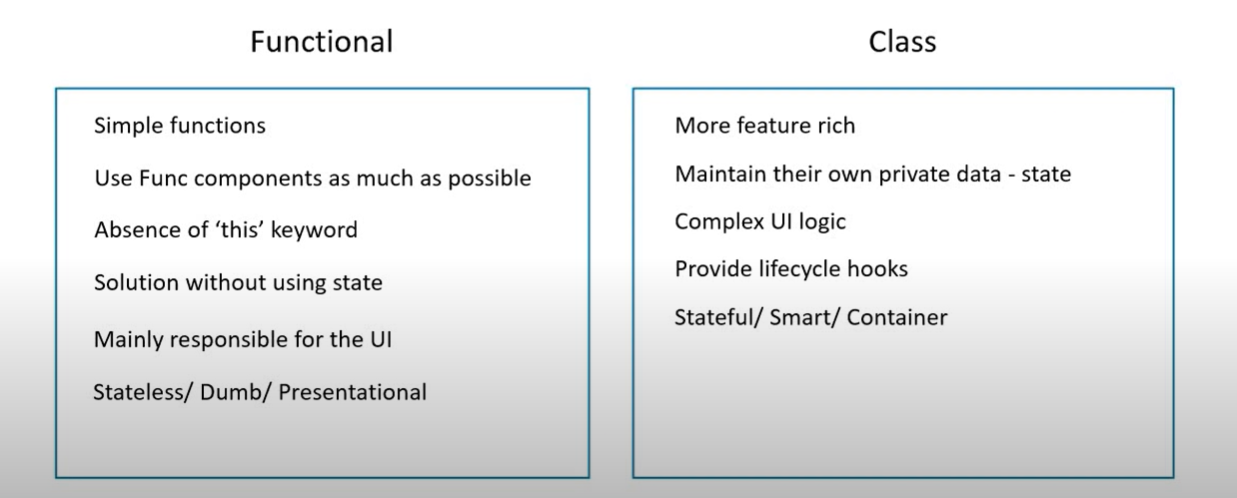 Functional
Simple functions
Use Func components as much as possible
Absence of ‘this’ keyword
Solution without using state
Mainly responsible for the UI
Stateless/ Dumb/ Presentational
Class
More feature rich
Maintain their own private data - state
Complex UI logic
Provide lifecycle hooks
Stateful/ Smart/ Container